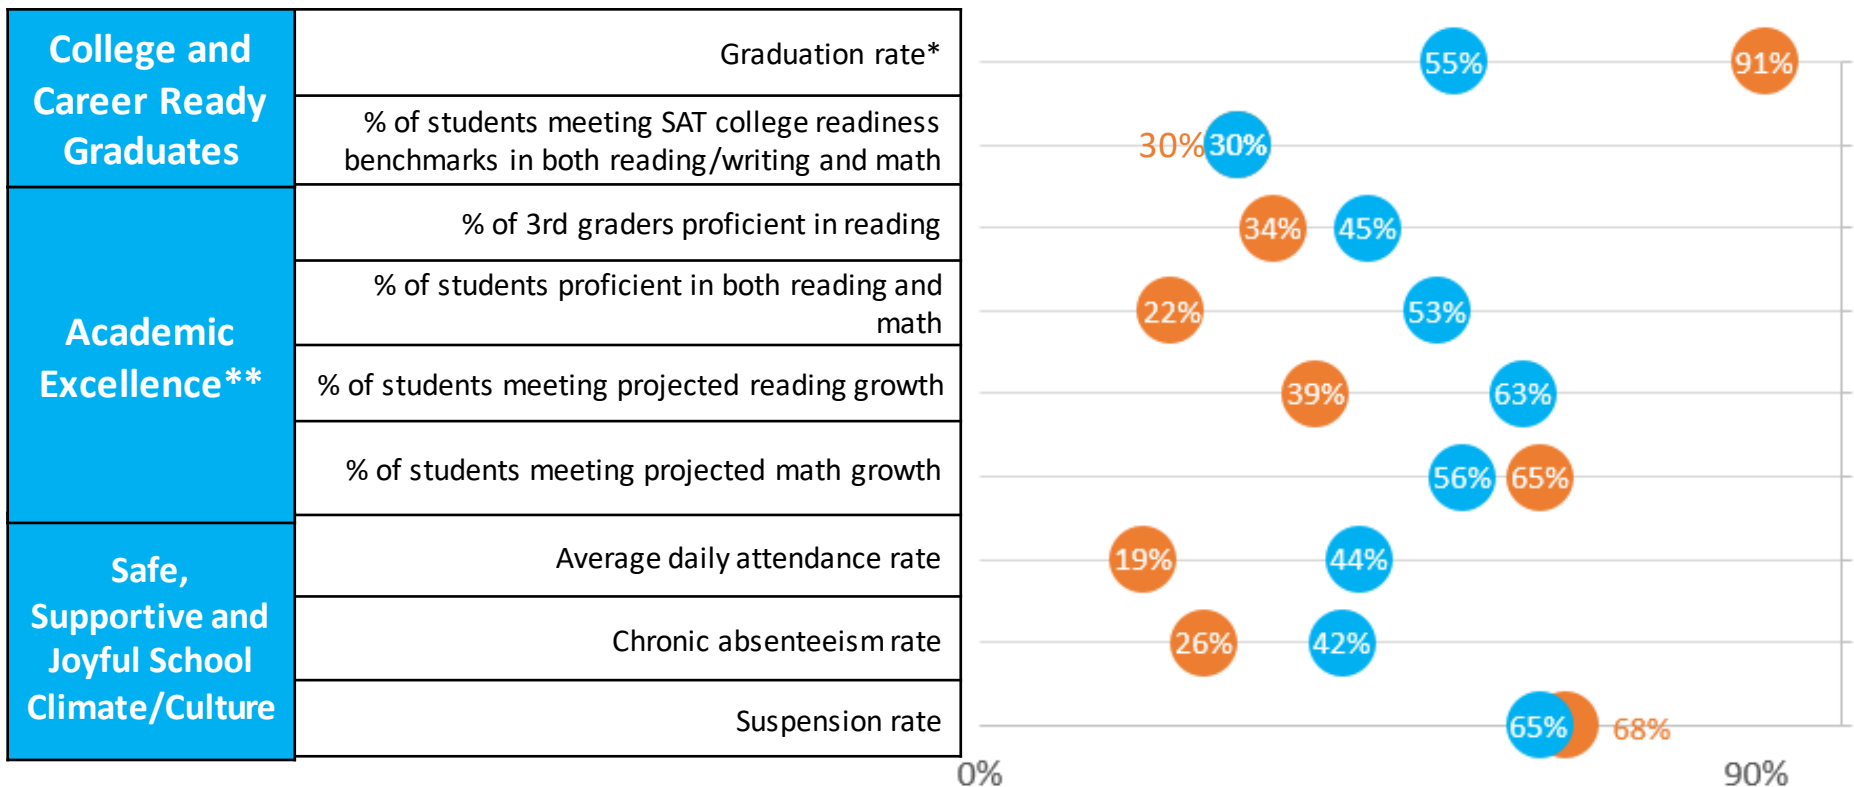 College and
Career Ready
Graduates
Graduation rate*
55%
91%
% of students meeting SAT college readiness
benchmarks in both reading/writing and math
30%
30%
Academic
Excellence**
% of 3rd graders proficient in reading
34%
45%
% of students proficient in both reading and
math
22%
53%
% of students meeting projected reading growth
39%
63%
% of students meeting projected math growth
56%
65%
Safe,
Supportive and
Joyful School
Climate/Culture
Average daily attendance rate
19%
44%
Chronic absenteeism rate
26%
42%
Suspension rate
65%
68%
0%
90%